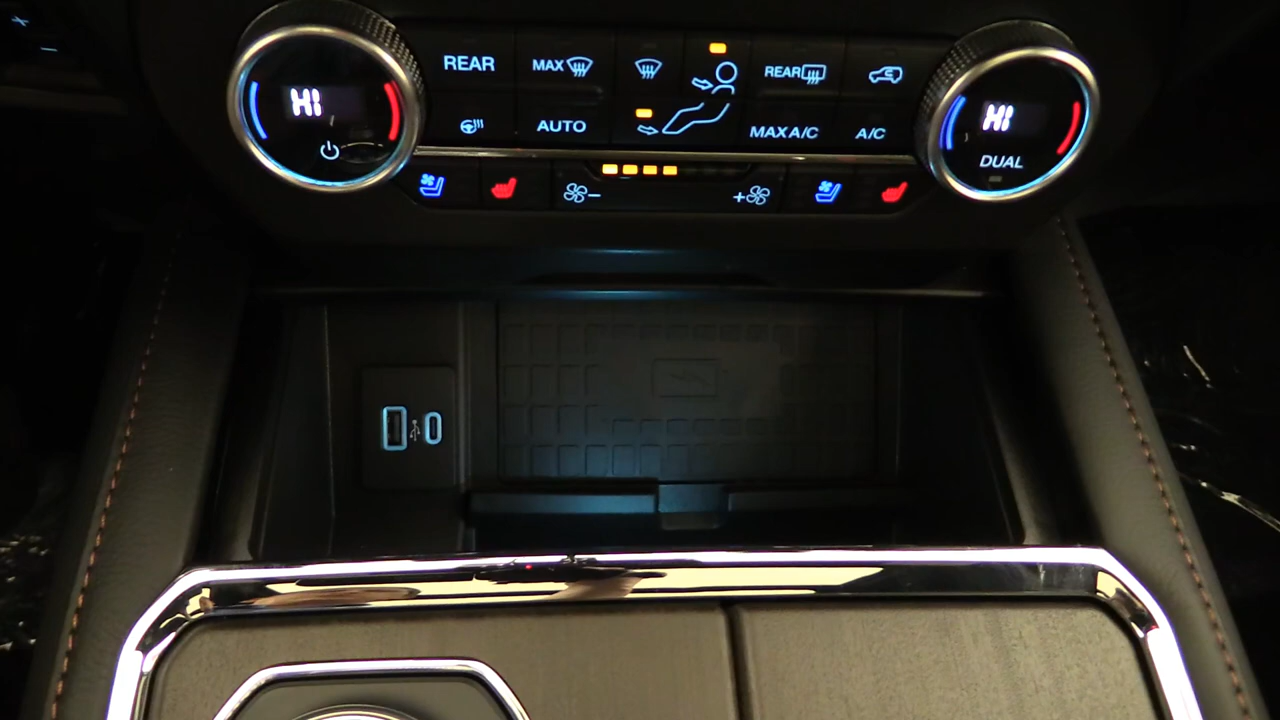 HI
REAR
MAX
REAR
HI
AUTO
MAX A/C
A/C
DUAL